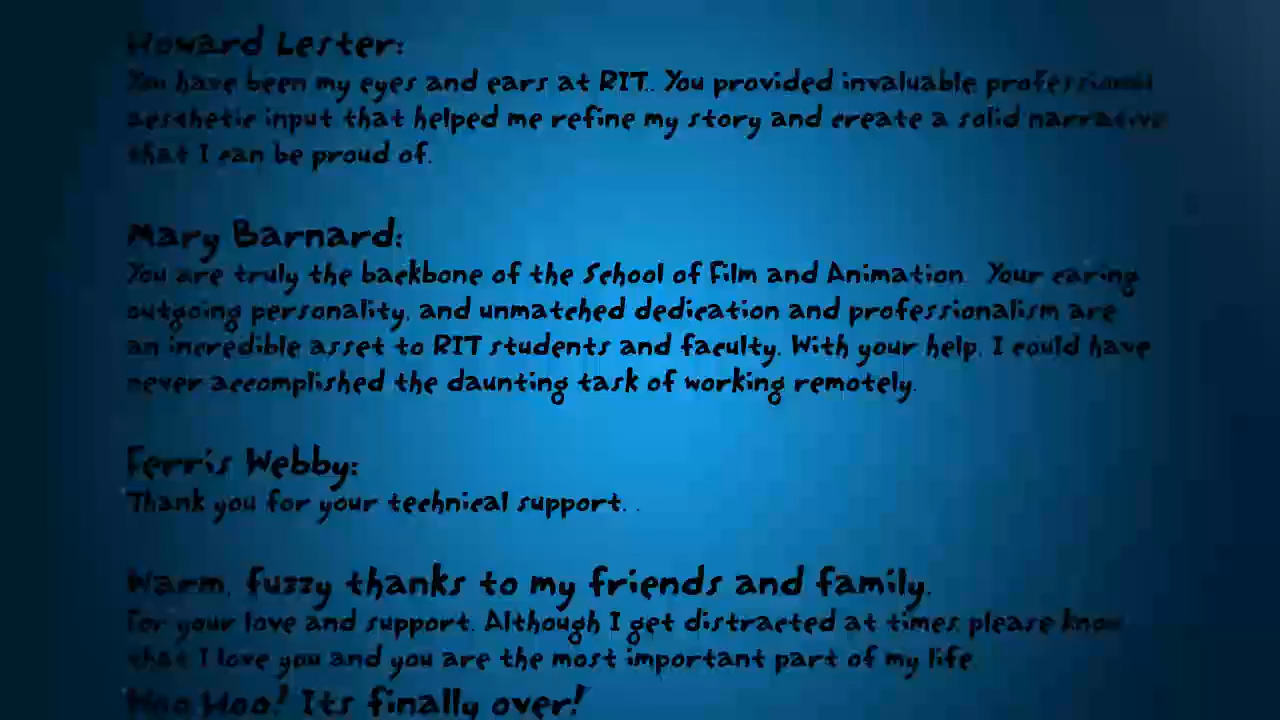 Howard Lester:
You have been my eyes and ears at RIT. You provided invaluable professional
aesthetic input that helped me refine my story and create a solid narrative
that I can be proud of.
Mary Barnard:
You are truly the backbone of the School of Film and Animation. Your caring
outgoing personality, and unmatched dedication and professionalism are
an incredible asset to RIT students and faculty. With your help, I could have
never accomplished the daunting task of working remotely.
Ferris Webby:
Thank you for your technical support. .
Warm, fuzzy thanks to my friends and family.
For your love and support. Although I get distracted at times please know
that I love you and you are the most important part of my life
Hoo Hoo! Its finally over!